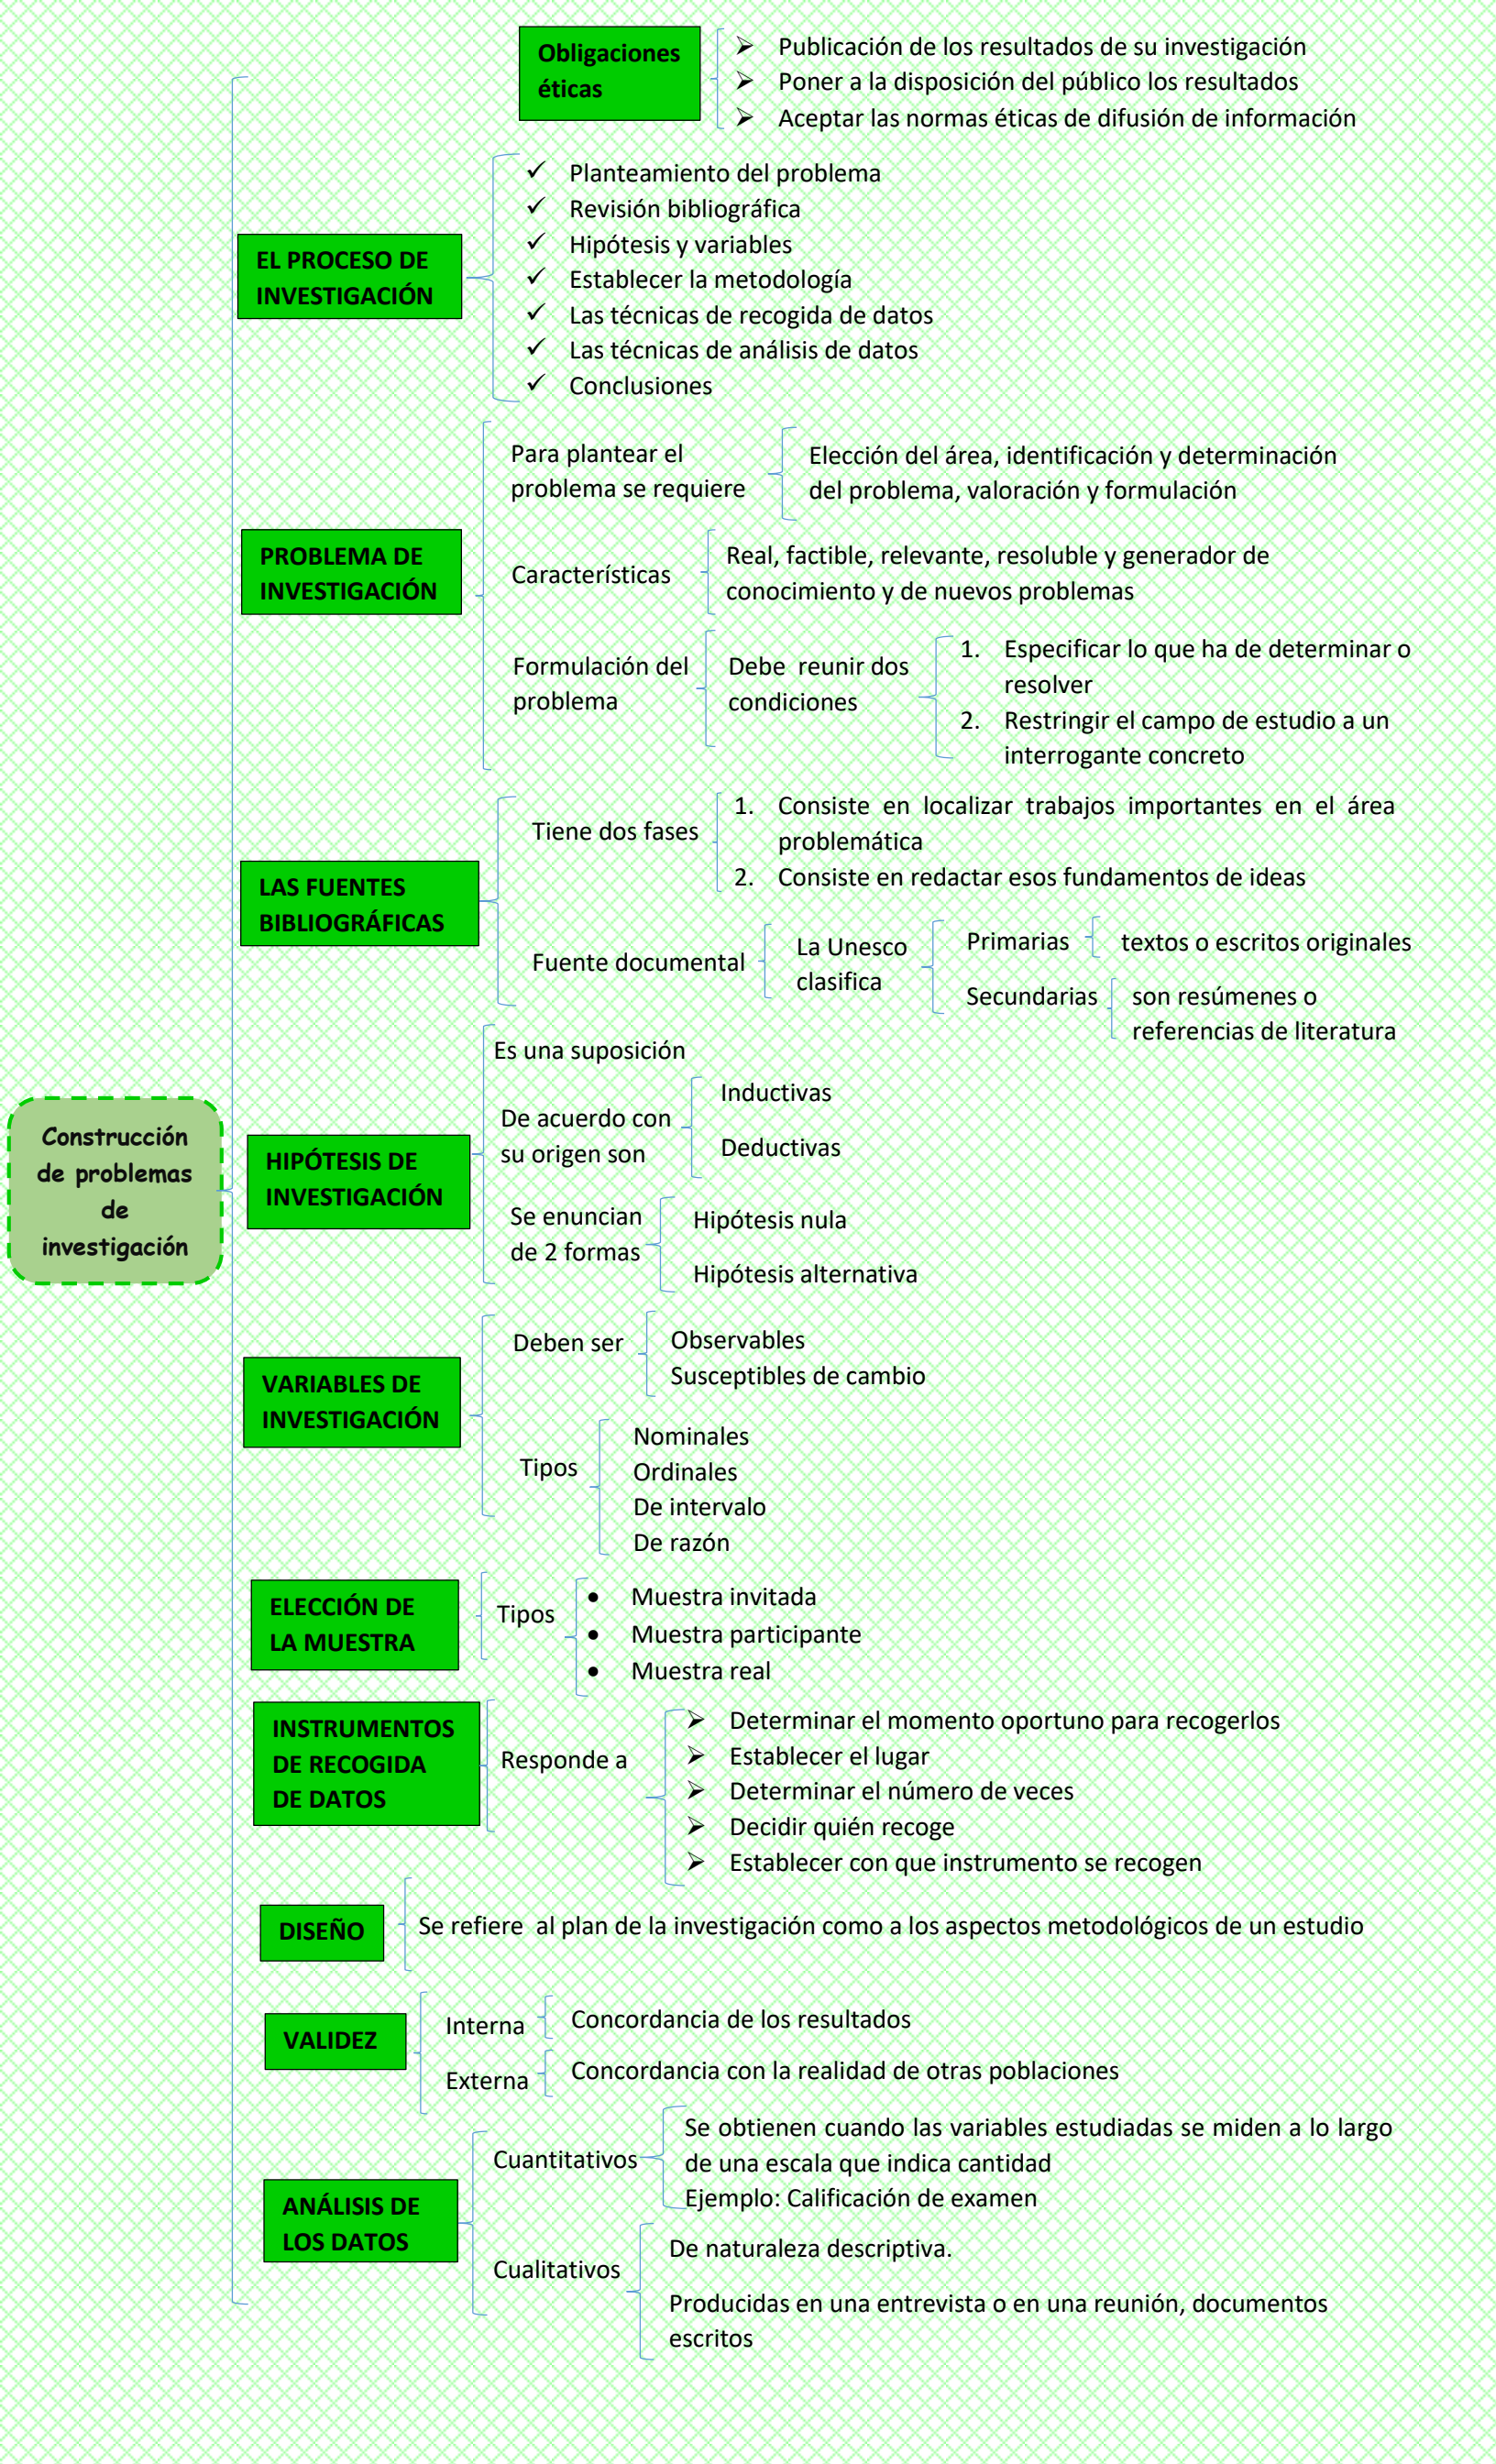 Obligaciones
éticas
➢ Publicación de los resultados de su investigación
➢ Poner a la disposición del público los resultados
➢ Aceptar las normas éticas de difusión de información
EL PROCESO DE
INVESTIGACIÓN
✓ Planteamiento del problema
✓ Revisión bibliográfica
✓ Hipótesis y variables
✓ Establecer la metodología
✓ Las técnicas de recogida de datos
✓ Las técnicas de análisis de datos
✓ Conclusiones
PROBLEMA DE
INVESTIGACIÓN
Para plantear el
problema se requiere
Elección del área, identificación y determinación
del problema, valoración y formulación
Características
Real, factible, relevante, resoluble y generador de
conocimiento y de nuevos problemas
Formulación del
problema
Debe reunir dos
condiciones
1. Especificar lo que ha de determinar o
resolver
2. Restringir el campo de estudio a un
interrogante concreto
LAS FUENTES
BIBLIOGRÁFICAS
Tiene dos fases
1. Consiste en localizar trabajos importantes en el área
problemática
2. Consiste en redactar esos fundamentos de ideas
Fuente documental
La Unesco
clasifica
Primarias
textos o escritos originales
Secundarias
son resúmenes o
referencias de literatura
Construcción
de problemas
de
investigación
HIPÓTESIS DE
INVESTIGACIÓN
Es una suposición
De acuerdo con
su origen son
Inductivas
Deductivas
Se enuncian
de 2 formas
Hipótesis nula
Hipótesis alternativa
VARIABLES DE
INVESTIGACIÓN
Deben ser
Observables
Susceptibles de cambio
Tipos
Nominales
Ordinales
De intervalo
De razón
ELECCIÓN DE
LA MUESTRA
Tipos
• Muestra invitada
• Muestra participante
• Muestra real
INSTRUMENTOS
DE RECOGIDA
DE DATOS
Responde a
➢ Determinar el momento oportuno para recogerlos
➢ Establecer el lugar
➢ Determinar el número de veces
➢ Decidir quién recoge
➢ Establecer con que instrumento se recogen
DISEÑO
Se refiere al plan de la investigación como a los aspectos metodológicos de un estudio
VALIDEZ
Interna
Concordancia de los resultados
Externa
Concordancia con la realidad de otras poblaciones
ANÁLISIS DE
LOS DATOS
Cuantitativos
Se obtienen cuando las variables estudiadas se miden a lo largo
de una escala que indica cantidad
Ejemplo: Calificación de examen
Cualitativos
De naturaleza descriptiva.
Producidas en una entrevista o en una reunión, documentos
escritos